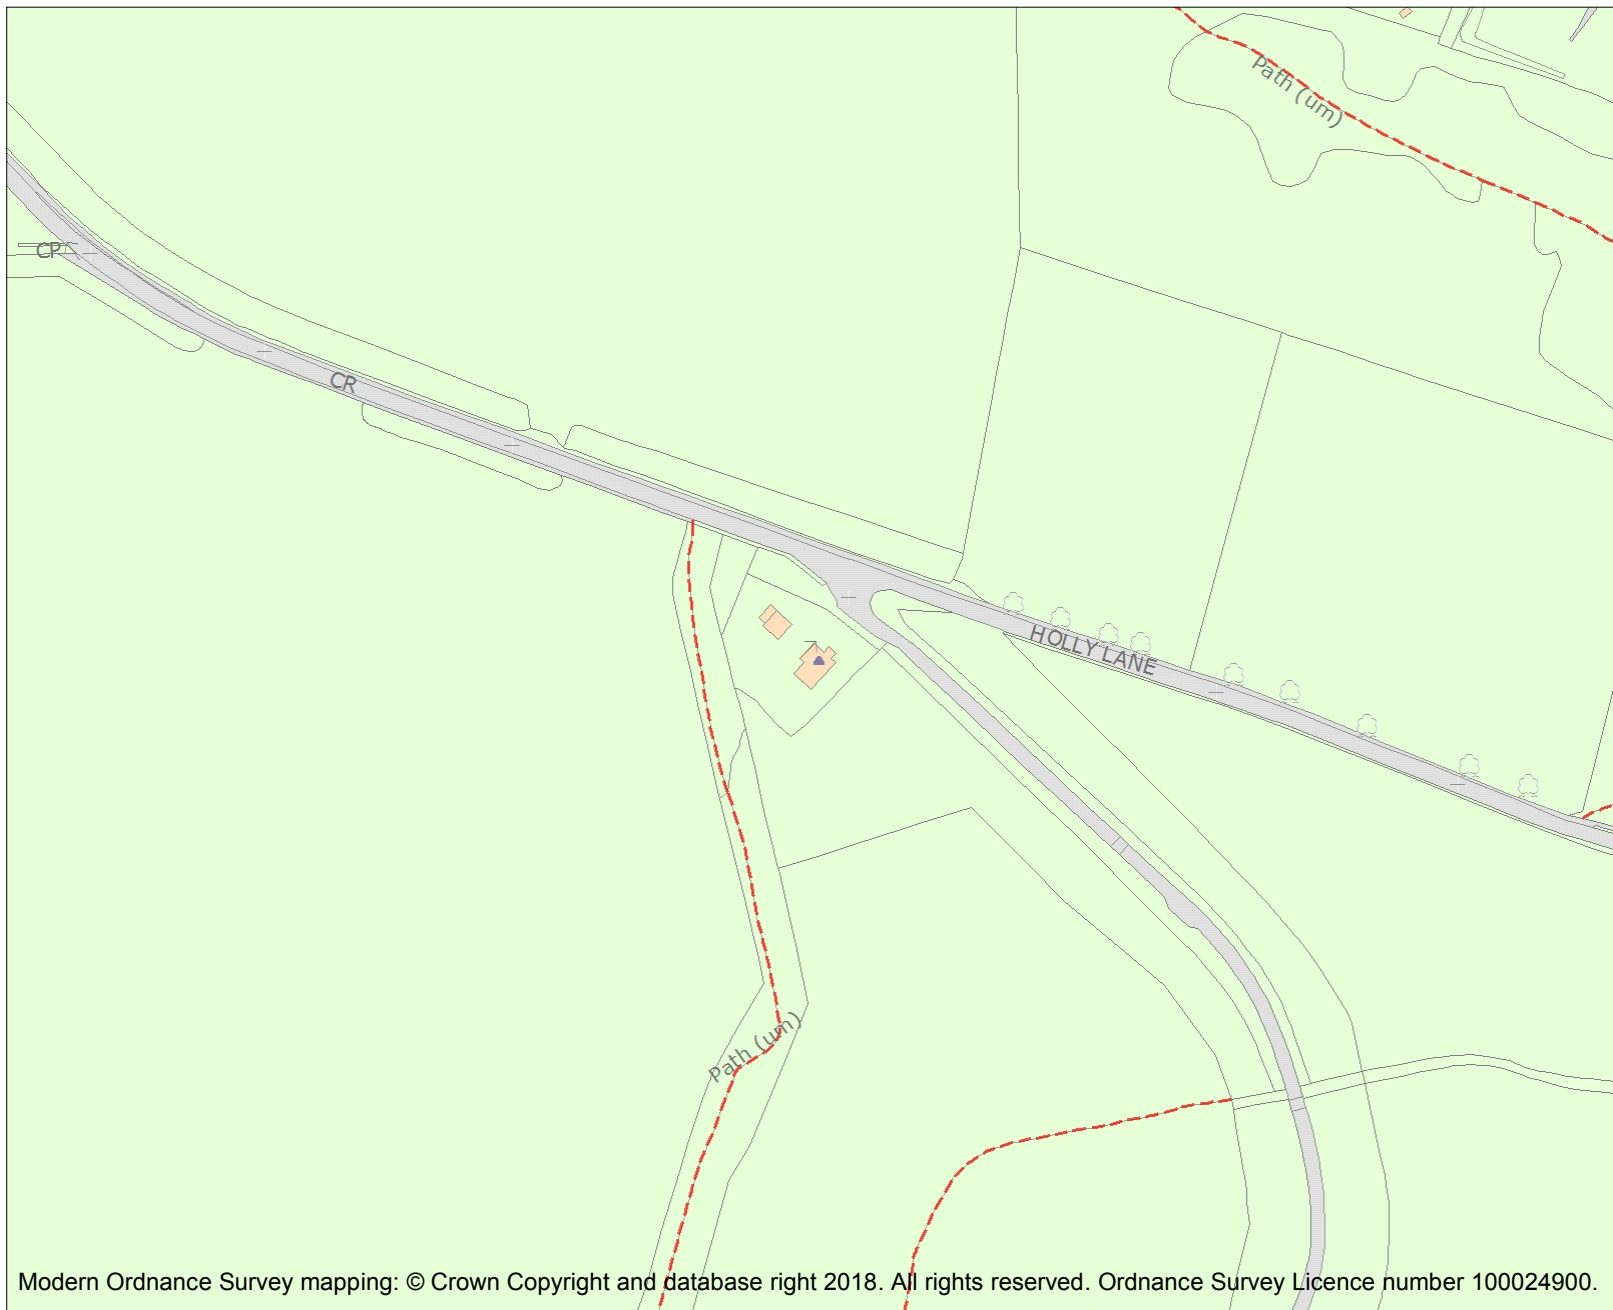 Path (um)
CP
CR
HOLLY LANE
Path (um)
Modern Ordnance Survey mapping: © Crown Copyright and database right 2018. All rights reserved. Ordnance Survey Licence number 100024900.